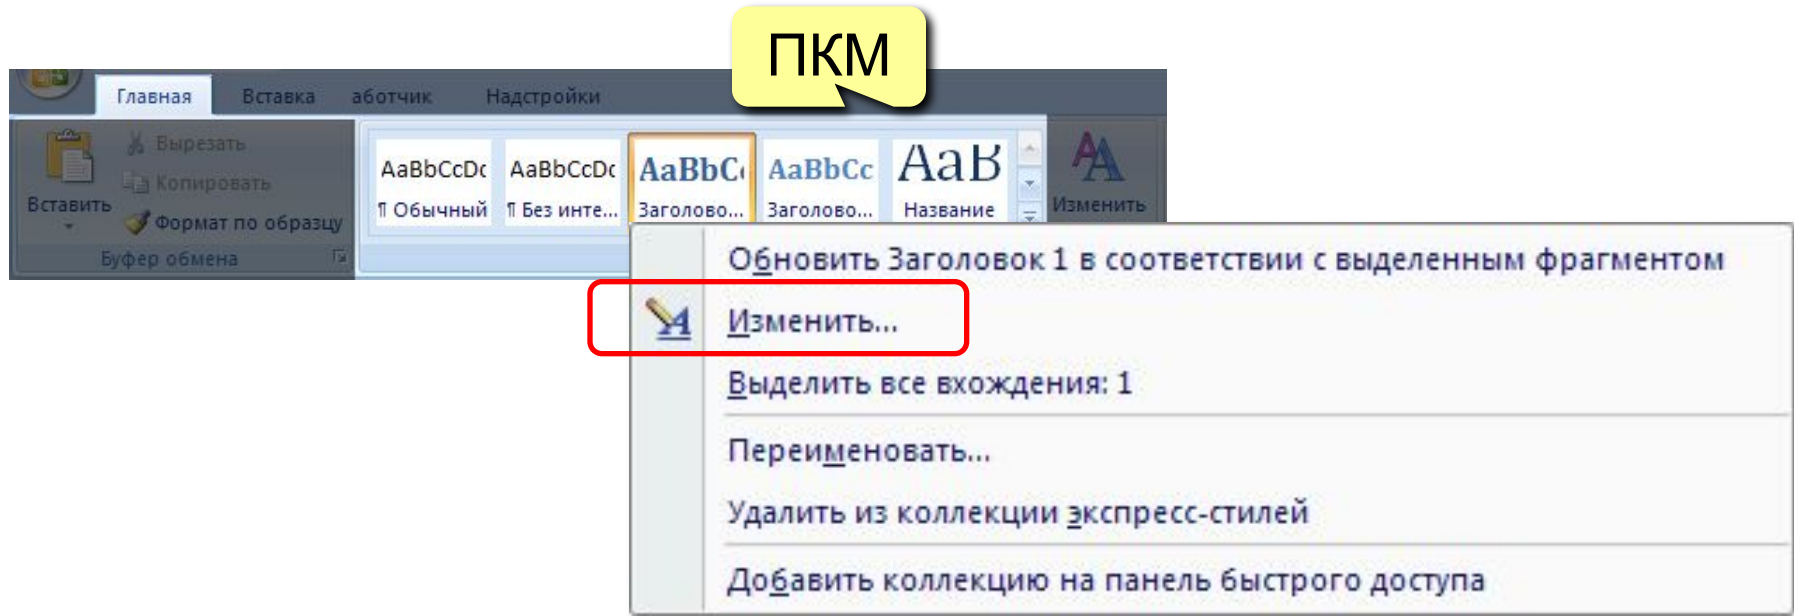 ПКМ
Главная Вставка аботчик Надстройки
Вырезать
Копировать
Вставить
Формат по образцу
Буфер обмена
AaBbCcDc AaBbCcDc AaBbC AaBbCc AaB
¶ Обычный ¶ Без инте... Заголово... Заголово... Название
Изменить
Обновить Заголовок 1 в соответствии с выделенным фрагментом
Изменить...
Выделить все вхождения: 1
Переименовать...
Удалить из коллекции экспресс-стилей
Добавить коллекцию на панель быстрого доступа